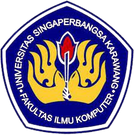 UNIVERSITAS SINGAPERBANGSA KARAWANG
FAKULTAS ILMU KOMPUTER